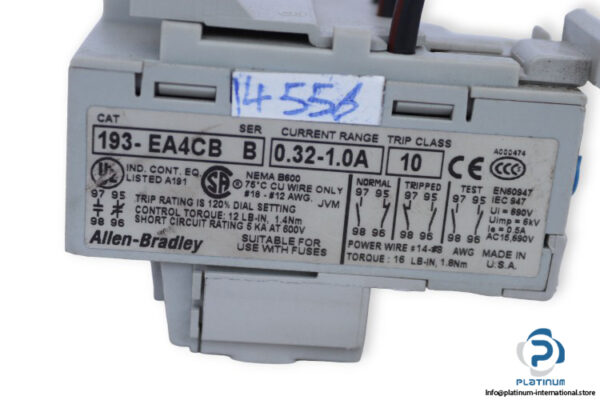 14556
CAT
SER
CURRENT RANGE
TRIP CLASS
193-EA4CB B
0.32-1.0A
10
CE
CCC
A000474
IND. CONT. EQ.
LISTED A191
NEMA B600
75°C CU WIRE ONLY
#18 - #12 AWG. JVM
97 95
98 96
TRIP RATING IS 120% DIAL SETTING
CONTROL TORQUE: 12 LB-IN, 1.4Nm
SHORT CIRCUIT RATING 5 KA AT 600V
Allen-Bradley
SUITABLE FOR
USE WITH FUSES
NORMAL
97 95
98 96
TRIPPED
97 95
98 96
TEST
97 95
98 96
POWER WIRE #14-#8 AWG
TORQUE: 16 LB-IN, 1.8Nm
EN60947
IEC 947
Ui = 690V
Uimp = 6kV
Ie = 0.5A
AC15,690V
MADE IN
U.S.A.
PLATINUM
Info@platinum-international.store